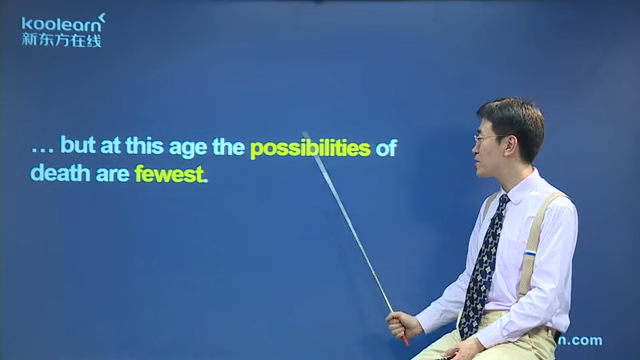 koolearn
新东方在线
… but at this age the possibilities of
death are fewest.
n.com